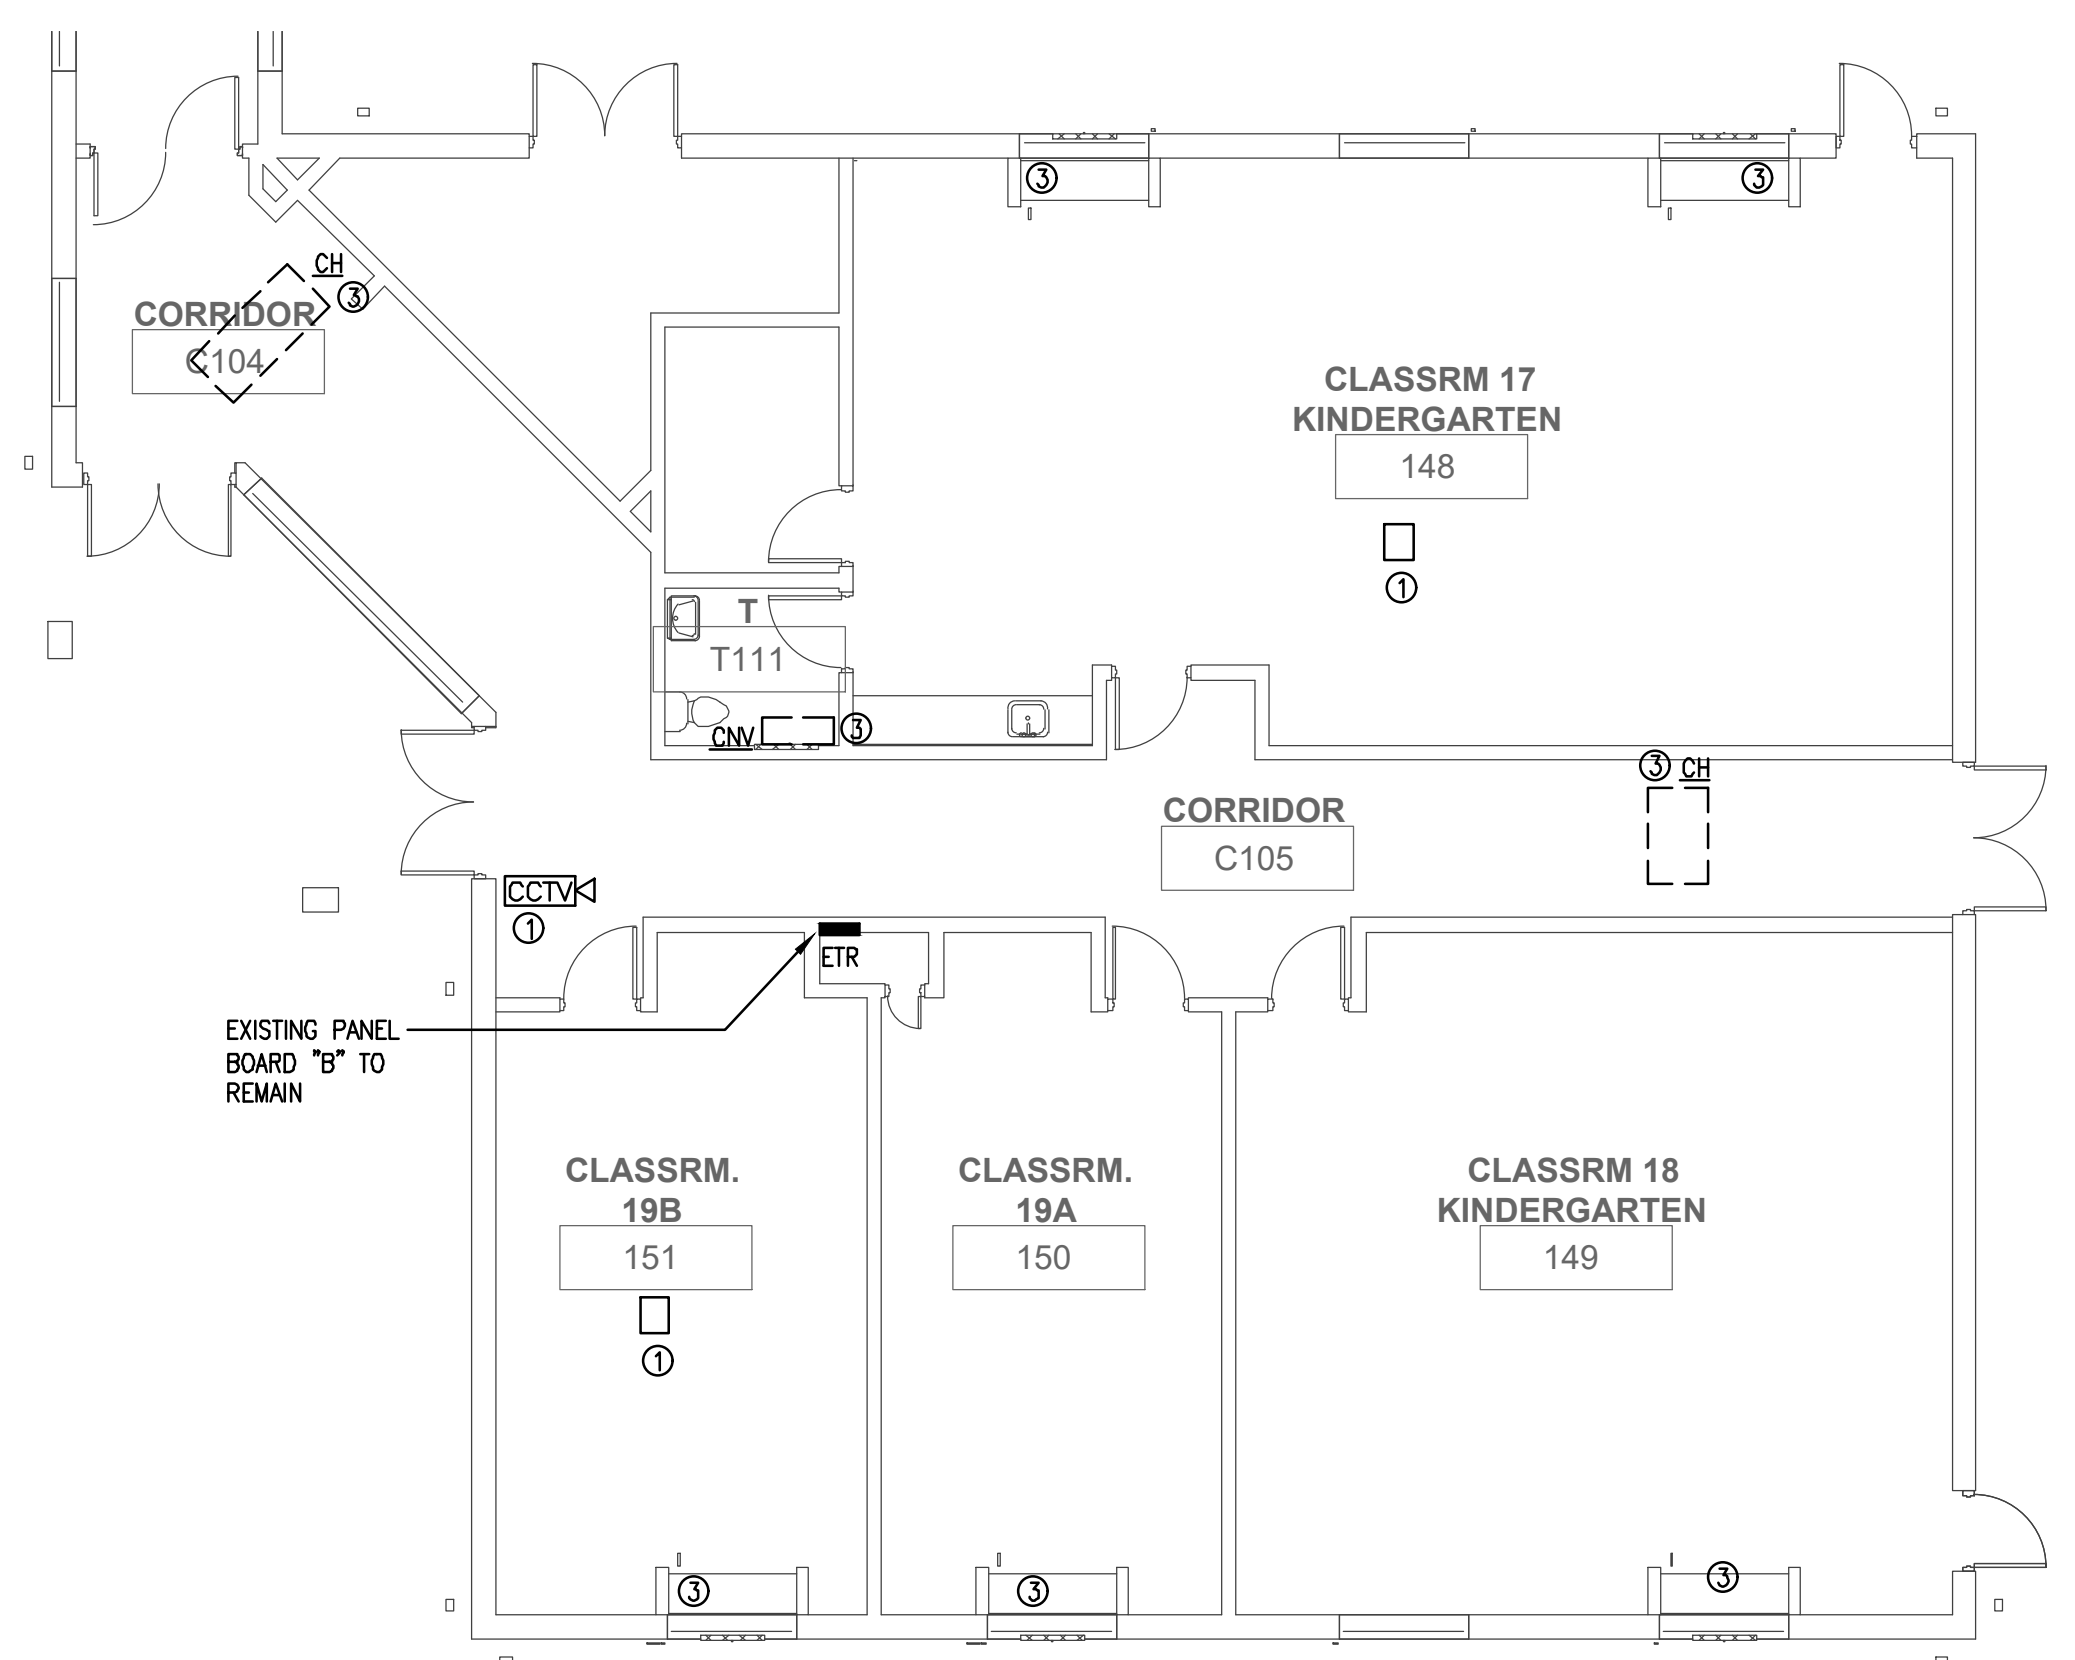 3
3
CH
3
CORRIDOR
C104
CLASSRM 17
KINDERGARTEN
148
1
T
T111
CNV
3
3 CH
CORRIDOR
C105
CCTV
1
ETR
EXISTING PANEL
BOARD "B" TO
REMAIN
CLASSRM.
19B
151
1
CLASSRM.
19A
150
CLASSRM 18
KINDERGARTEN
149
3
3
3